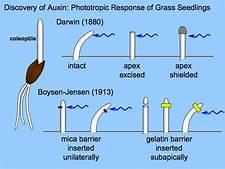 Discovery of Auxin: Phototropic Response of Grass Seedlings
Darwin (1880)
coleoptile
intact
apex
excised
apex
shielded
Boysen-Jensen (1913)
mica barrier
inserted
unilaterally
gelatin barrier
inserted
subapically